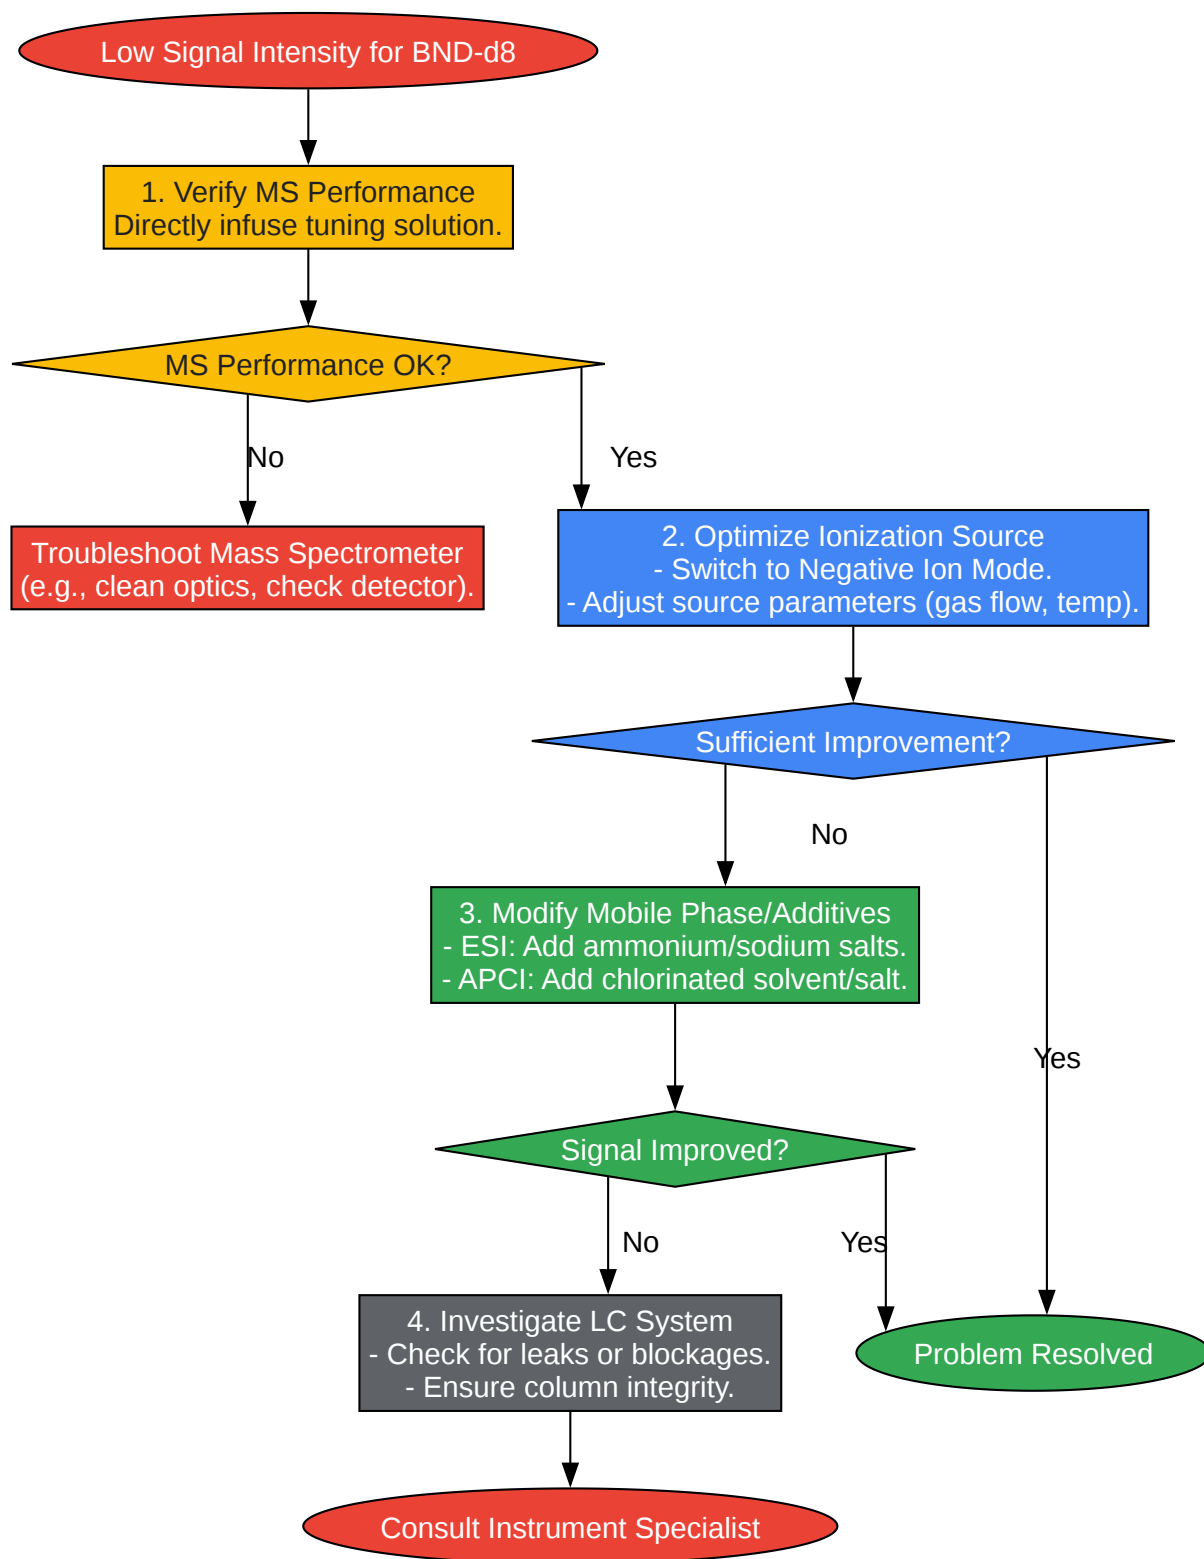 Low Signal Intensity for BND-d8
1. Verify MS Performance
Directly infuse tuning solution.
MS Performance OK?
No
Yes
Troubleshoot Mass Spectrometer
(e.g., clean optics, check detector).
2. Optimize Ionization Source
- Switch to Negative Ion Mode.
- Adjust source parameters (gas flow, temp).
Sufficient Improvement?
No
3. Modify Mobile Phase/Additives
- ESI: Add ammonium/sodium salts.
- APCI: Add chlorinated solvent/salt.
Yes
Signal Improved?
No
Yes
4. Investigate LC System
- Check for leaks or blockages.
- Ensure column integrity.
Problem Resolved
Consult Instrument Specialist